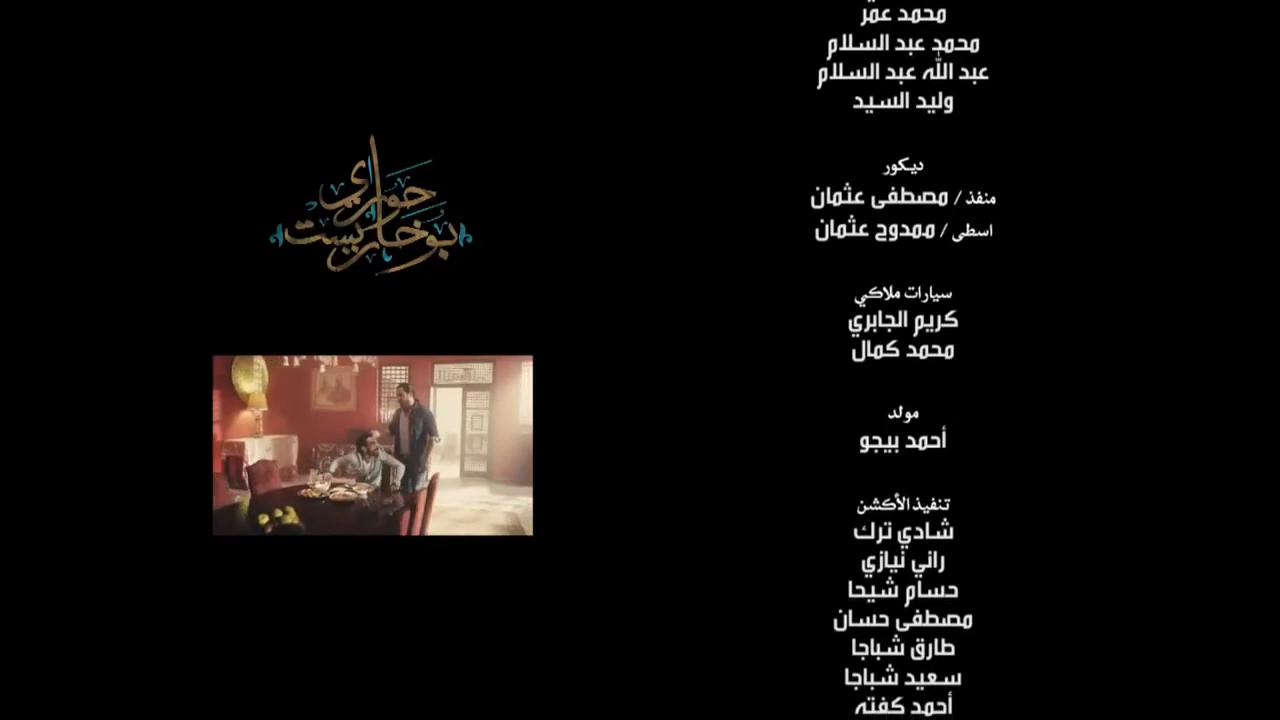 حواري
بوخاريست
محمد عمر
محمد عبد السلام
عبد الله عبد السلام
وليد السيد
ديكور
منفذ / مصطفى عثمان
اسطى / ممدوح عثمان
سيارات ملاكي
كريم الجابري
محمد كمال
مولد
أحمد بيجو
تنفيذ الأكشن
شادي ترك
راني نيازي
حسام شيحا
مصطفى حسان
طارق شباجا
سعيد شباجا
أحمد كفته